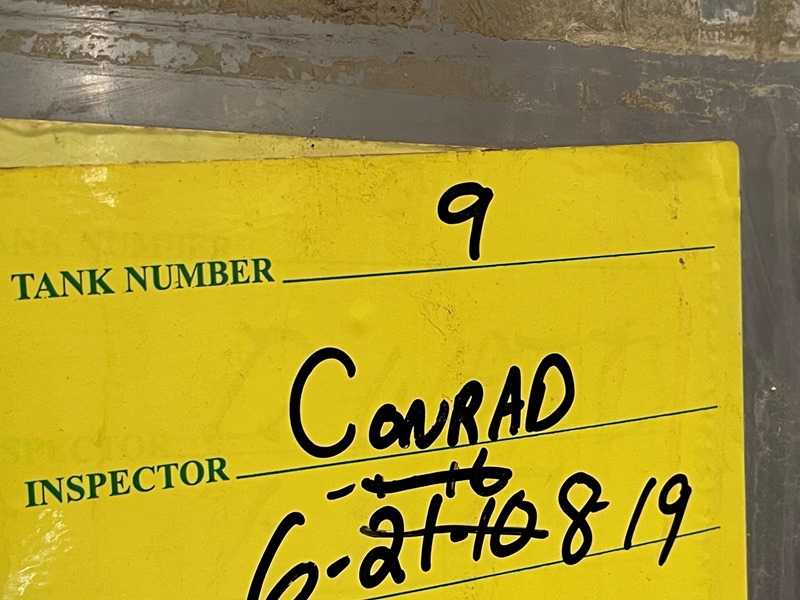 TANK NUMBER 9
INSPECTOR CONRAD
16
6-21-10 8 19